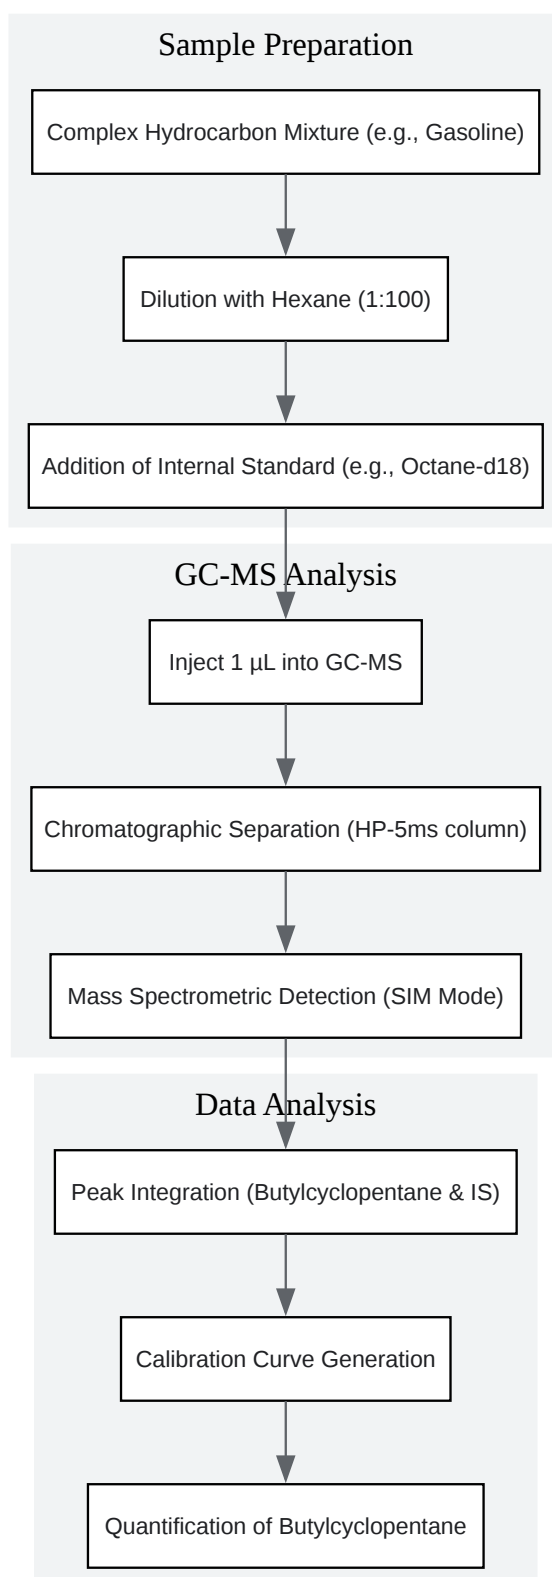 Sample Preparation
Complex Hydrocarbon Mixture (e.g., Gasoline)
Dilution with Hexane (1:100)
Addition of Internal Standard (e.g., Octane-d18)
GC-MS Analysis
Inject 1 µL into GC-MS
Chromatographic Separation (HP-5ms column)
Mass Spectrometric Detection (SIM Mode)
Data Analysis
Peak Integration (Butylcyclopentane & IS)
Calibration Curve Generation
Quantification of Butylcyclopentane